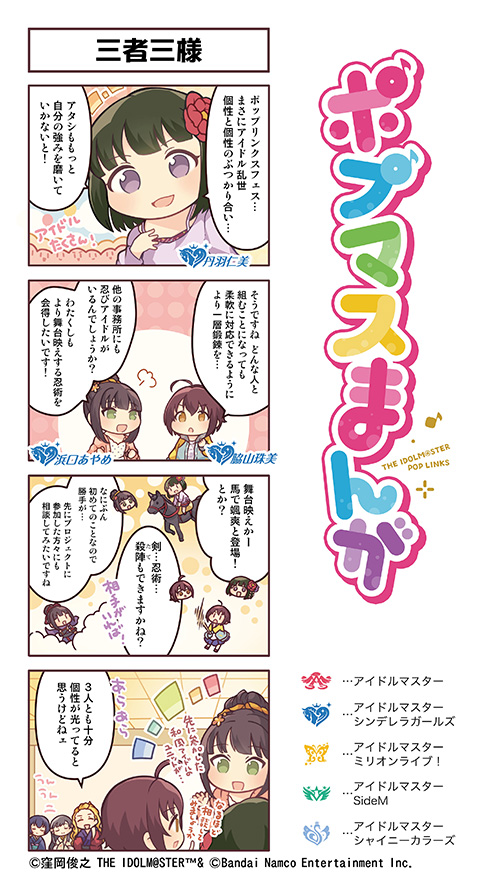 三者三様
ポップリンクスフェス…
まさにアイドル乱世
個性と個性のぶつかり合い…
アタシももっと
自分の強みを磨いて
いかないと！
アイドル
たくさん！
丹羽仁美
そうですね どんな人と
組むことになっても
柔軟に対応できるように
より一層鍛錬を…
他の事務所にも
忍びアイドルが
いるんでしょうか？
わたくしも
より舞台映えする忍術を
会得したいです！
浜口あやめ
脇山珠美
舞台映えかー
馬で颯爽と登場！
とか？
剣…忍術…
殺陣もできますかね？
たて
相手がいれば！
なにぶん
初めてのことなので
勝手が…
先にプロジェクトに
参加した方々にも
相談してみたいですね
あらあら
３人とも十分
個性が光ってると
思うけどねェ
うんうん
ポプマスまんが
THE IDOLM@STER
POP LINKS
…アイドルマスター
…アイドルマスター
シンデレラガールズ
…アイドルマスター
ミリオンライブ！
…アイドルマスター
SideM
…アイドルマスター
シャイニーカラーズ
©窪岡俊之 THE IDOLM@STER™& ©Bandai Namco Entertainment Inc.